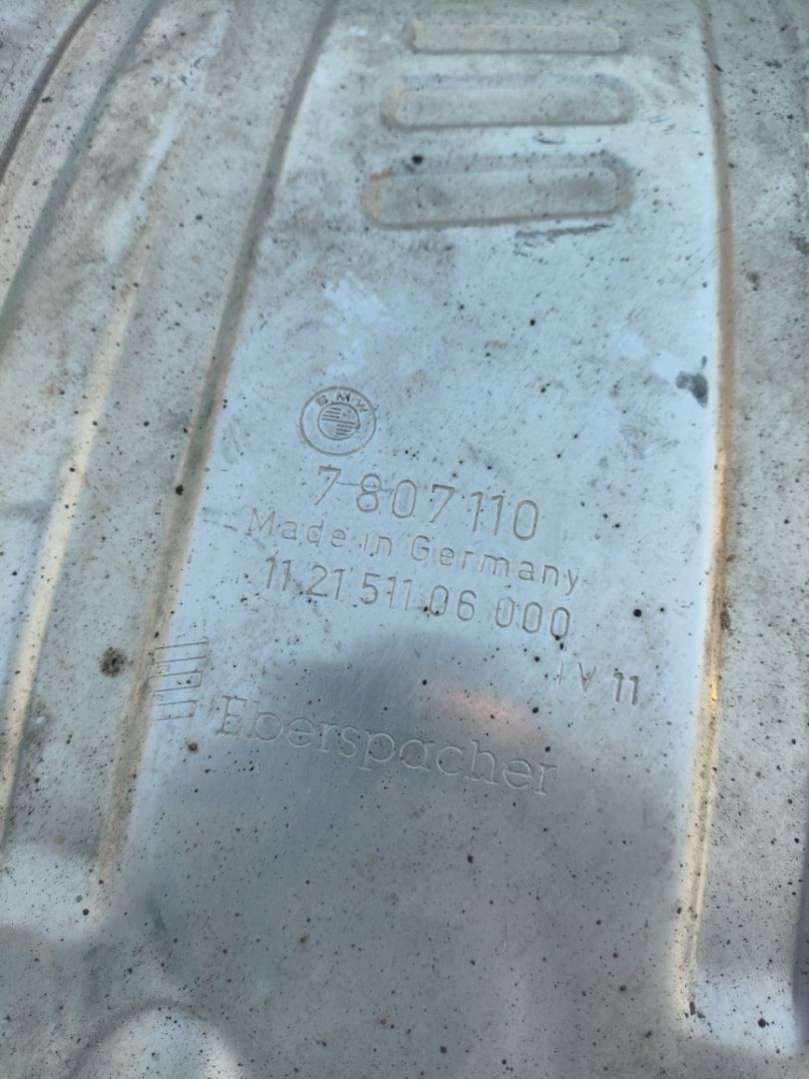 BMW
7 807 110
Made in Germany
11 21 511 06 000
IV 11
Eberspächer